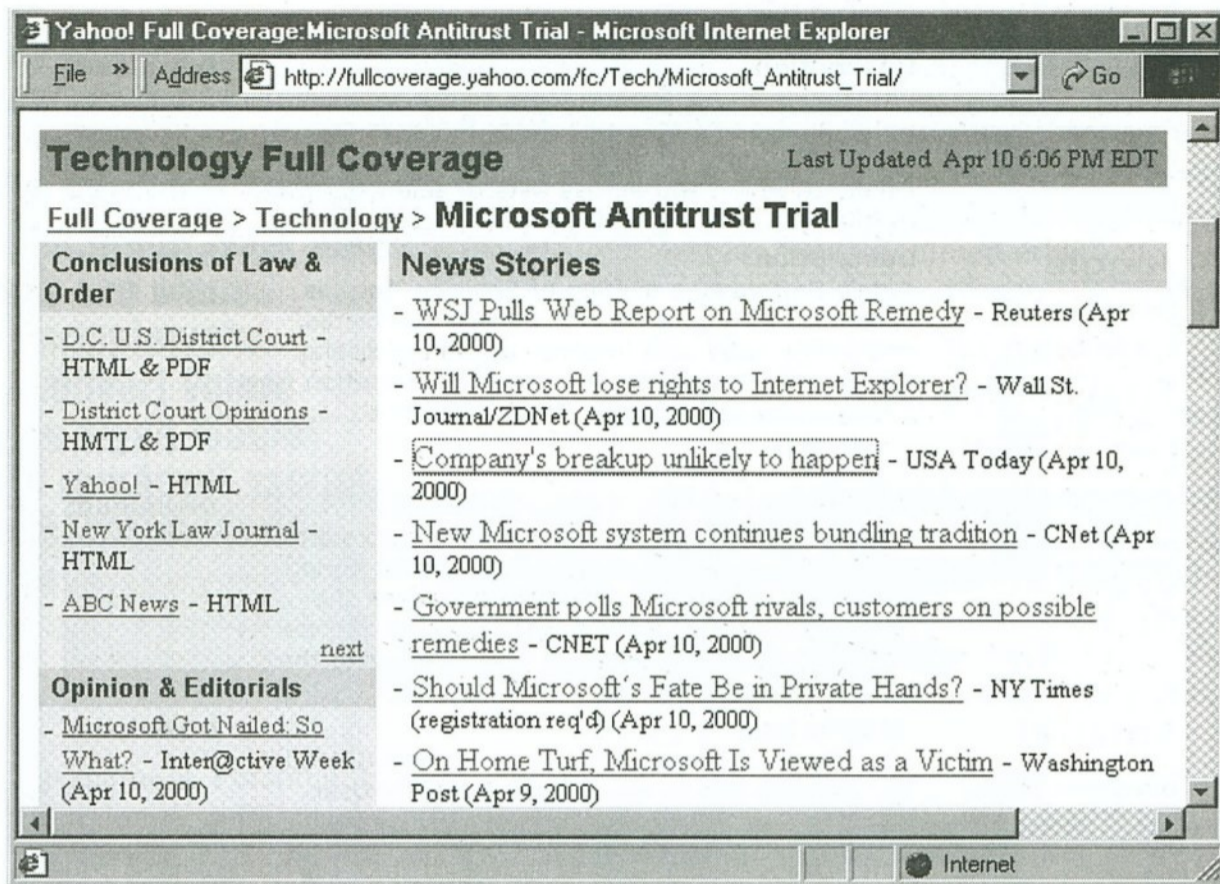 Yahoo! Full Coverage:Microsoft Antitrust Trial - Microsoft Internet Explorer
File » Address http://fullcoverage.yahoo.com/fc/Tech/Microsoft_Antitrust_Trial/ Go
Technology Full Coverage Last Updated Apr 10 6:06 PM EDT
Full Coverage > Technology > Microsoft Antitrust Trial
Conclusions of Law &
Order
- D.C. U.S. District Court -
HTML & PDF
- District Court Opinions -
HMTL & PDF
- Yahoo! - HTML
- New York Law Journal -
HTML
- ABC News - HTML
next
Opinion & Editorials
- Microsoft Got Nailed: So
What? - Inter@ctive Week
(Apr 10, 2000)
News Stories
- WSJ Pulls Web Report on Microsoft Remedy - Reuters (Apr
10, 2000)
- Will Microsoft lose rights to Internet Explorer? - Wall St.
Journal/ZDNet (Apr 10, 2000)
- Company's breakup unlikely to happen - USA Today (Apr 10,
2000)
- New Microsoft system continues bundling tradition - CNet (Apr
10, 2000)
- Government polls Microsoft rivals, customers on possible
remedies - CNET (Apr 10, 2000)
- Should Microsoft's Fate Be in Private Hands? - NY Times
(registration req'd) (Apr 10, 2000)
- On Home Turf, Microsoft Is Viewed as a Victim - Washington
Post (Apr 9, 2000)
Internet